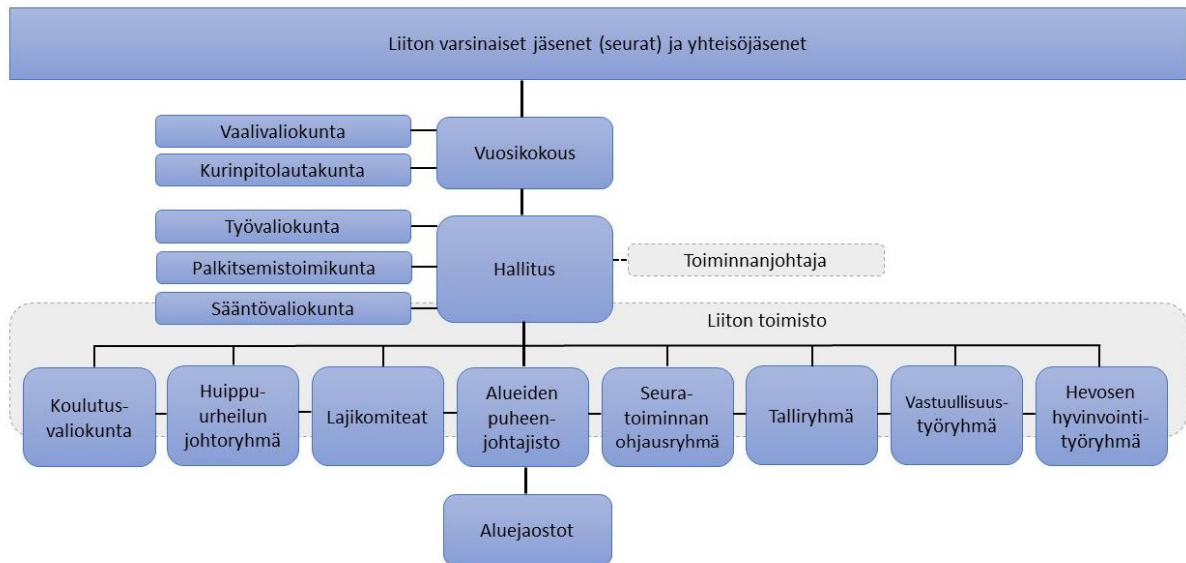 Liiton varsinaiset jäsenet (seurat) ja yhteisöjäsenet
Vaalivaliokunta
Kurinpitolautakunta
Vuosikokous
Työvaliokunta
Palkitsemistoimikunta
Sääntövaliokunta
Hallitus
Toiminnanjohtaja
Liiton toimisto
Koulutus-
valiokunta
Huippu-
urheilun
johtoryhmä
Lajikomiteat
Alueiden
puheen-
johtajisto
Seura-
toiminnan
ohjausryhmä
Talliryhmä
Vastuullisuus-
työryhmä
Hevosen
hyvinvointi-
työryhmä
Aluejaostot